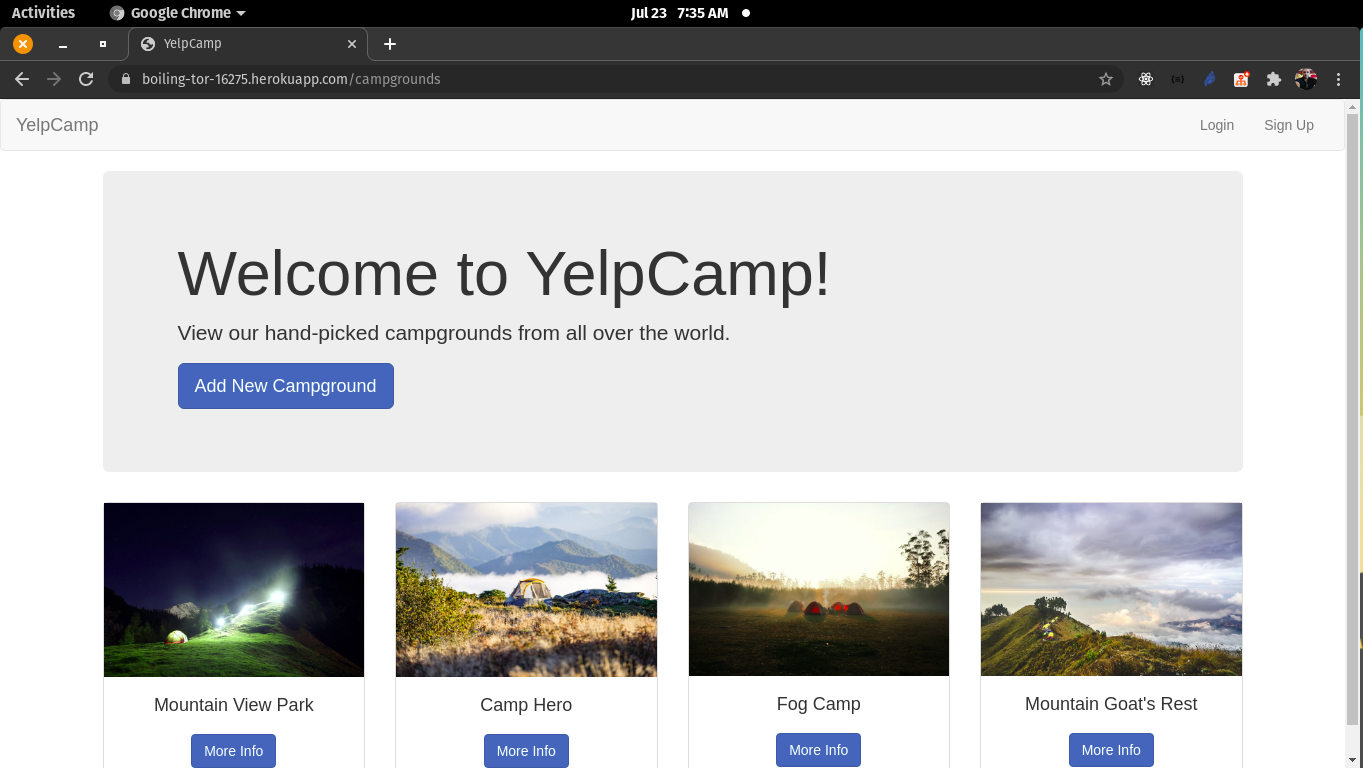 Activities Google Chrome Jul 23 7:35 AM
YelpCamp
boiling-tor-16275.herokuapp.com/campgrounds
YelpCamp Login Sign Up
Welcome to YelpCamp!
View our hand-picked campgrounds from all over the world.
Add New Campground
Mountain View Park Camp Hero Fog Camp Mountain Goat's Rest
More Info More Info More Info More Info